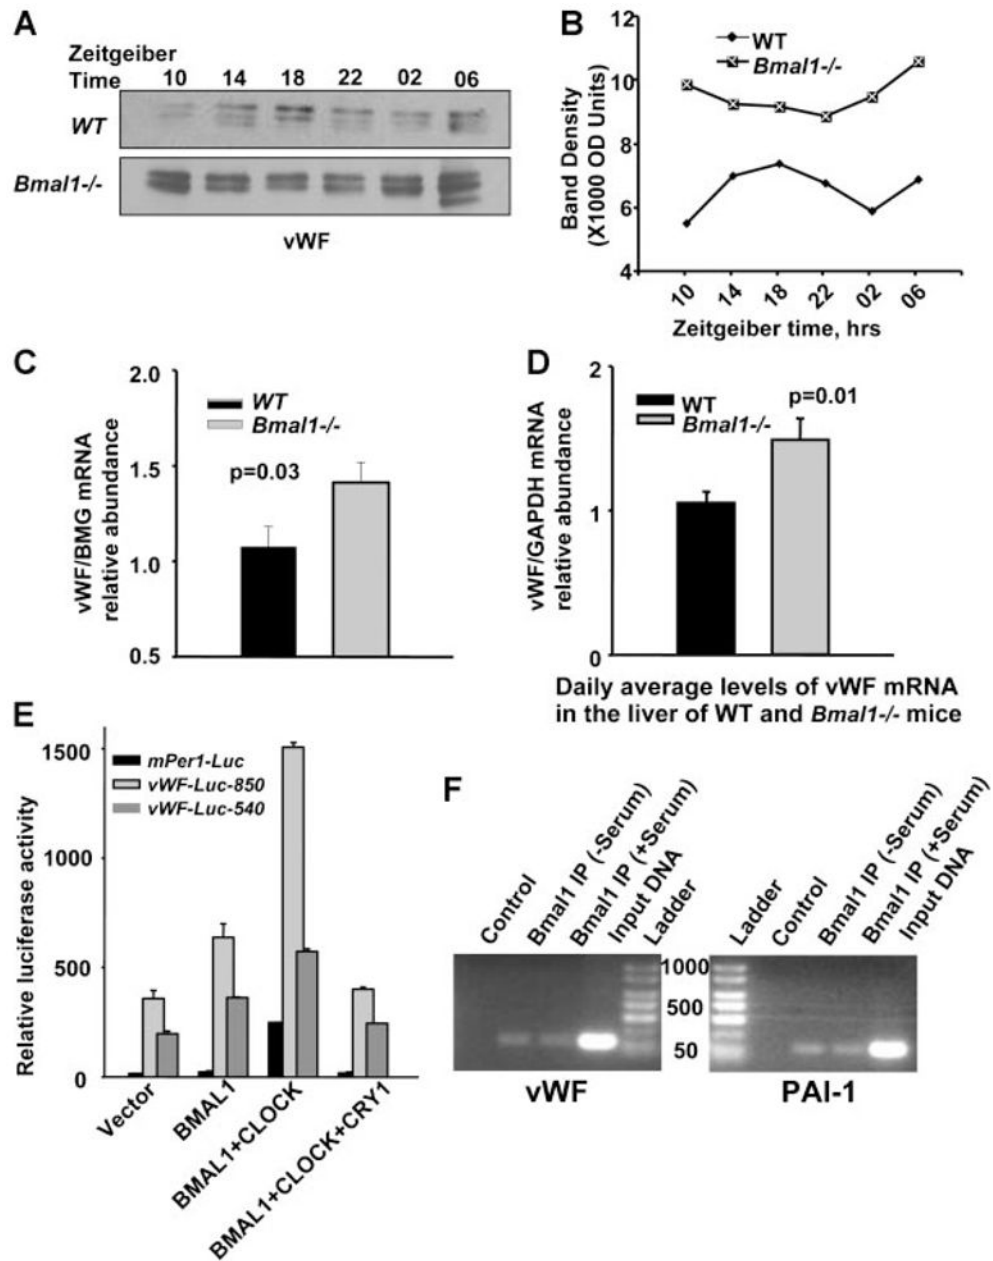 A
Zeitgeiber
Time 10 14 18 22 02 06
WT
Bmal1-/-
vWF
B
WT
Bmal1-/-
Band Density
(X1000 OD Units)
12
10
8
6
4
10 14 18 22 02 06
Zeitgeiber time, hrs
C
WT
Bmal1-/-
p=0.03
vWF/BMG mRNA
relative abundance
2.0
1.5
1.0
0.5
D
WT
Bmal1-/-
p=0.01
vWF/GAPDH mRNA
relative abundance
2
1
0
Daily average levels of vWF mRNA
in the liver of WT and Bmal1-/- mice
E
mPer1-Luc
vWF-Luc-850
vWF-Luc-540
Relative luciferase activity
1500
1000
500
0
Vector
BMAL1
BMAL1+CLOCK
BMAL1+CLOCK+CRY1
F
Control
Bmal1 IP (-Serum)
Bmal1 IP (+Serum)
Input DNA
Ladder
Ladder
Control
Bmal1 IP (-Serum)
Bmal1 IP (+Serum)
Input DNA
1000
500
50
vWF
PAI-1